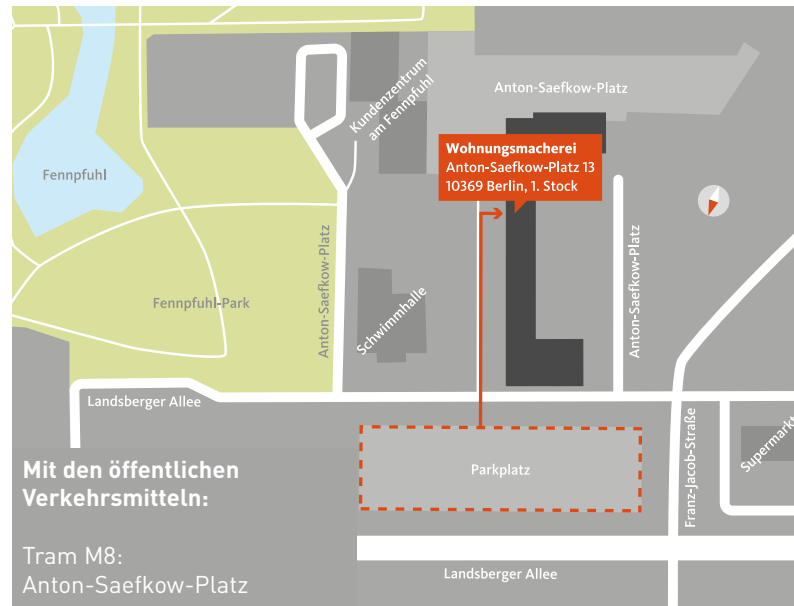 Anton-Saefkow-Platz
Kundenzentrum
am Fennpfuhl
Wohnungsmacherei
Anton-Saefkow-Platz 13
10369 Berlin, 1. Stock
Fennpfuhl
Fennpfuhl-Park
Anton-Saefkow-Platz
Schwimmhalle
Anton-Saefkow-Platz
Landsberger Allee
Franz-Jacob-Straße
Supermarkt
Parkplatz
Mit den öffentlichen
Verkehrsmitteln:
Tram M8:
Anton-Saefkow-Platz
Landsberger Allee